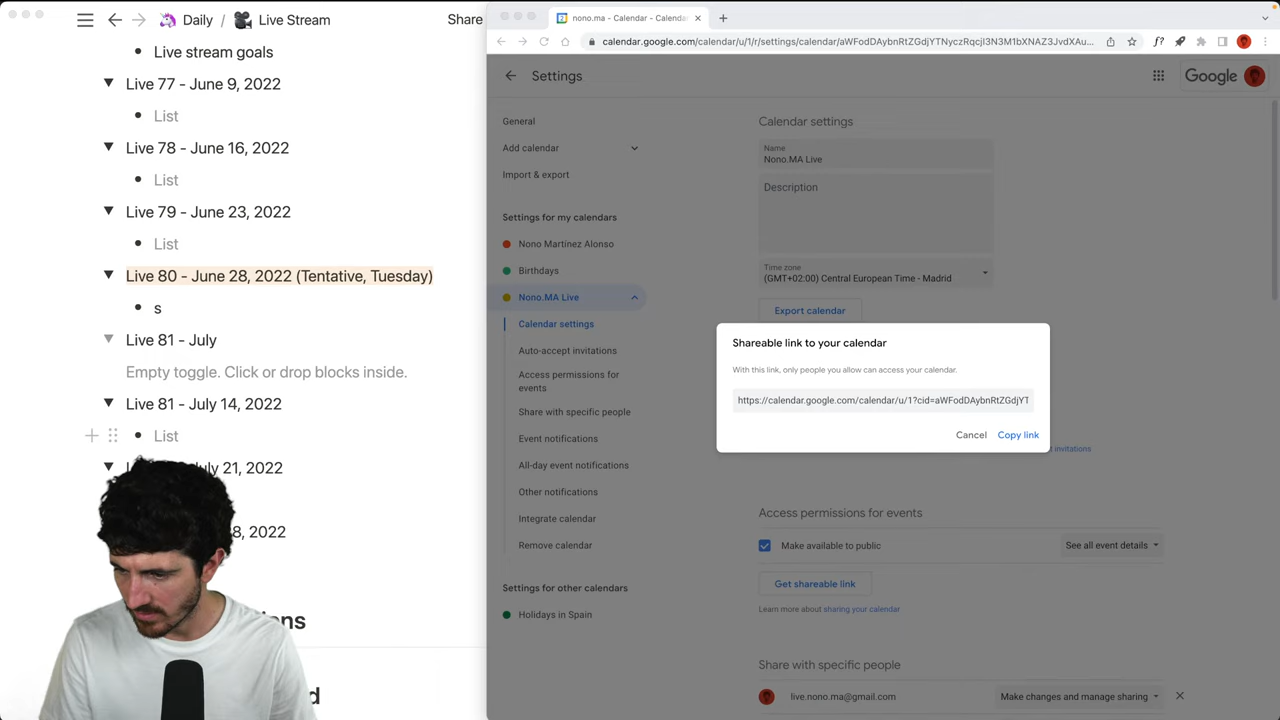 Daily / Live Stream
Share
Live stream goals
Live 77 - June 9, 2022
List
Live 78 - June 16, 2022
List
Live 79 - June 23, 2022
List
Live 80 - June 28, 2022 (Tentative, Tuesday)
s
Live 81 - July
Empty toggle. Click or drop blocks inside.
Live 81 - July 14, 2022
List
July 21, 2022
8, 2022
nono.ma - Calendar - Calenda
calendar.google.com/calendar/u/1/r/settings/calendar/
Settings
Google
General
Add calendar
Import & export
Settings for my calendars
Nono Martinez Alonso
Birthdays
Nono.MA Live
Calendar settings
Auto-accept invitations
Access permissions for
events
Share with specific people
Event notifications
All-day event notifications
Other notifications
Integrate calendar
Remove calendar
Settings for other calendars
Holidays in Spain
Calendar settings
Name
Nono.MA Live
Description
Time zone
(GMT+02:00) Central European Time - Madrid
Export calendar
Shareable link to your calendar
With this link, only people you allow can access your calendar.
https://calendar.google.com/calendar/u/1?cid=aWFodDAybnRtZGdjYT
Cancel
Copy link
invitations
Access permissions for events
Make available to public
See all event details
Get shareable link
Learn more about sharing your calendar
Share with specific people
live.nono.ma@gmail.com
Make changes and manage sharing